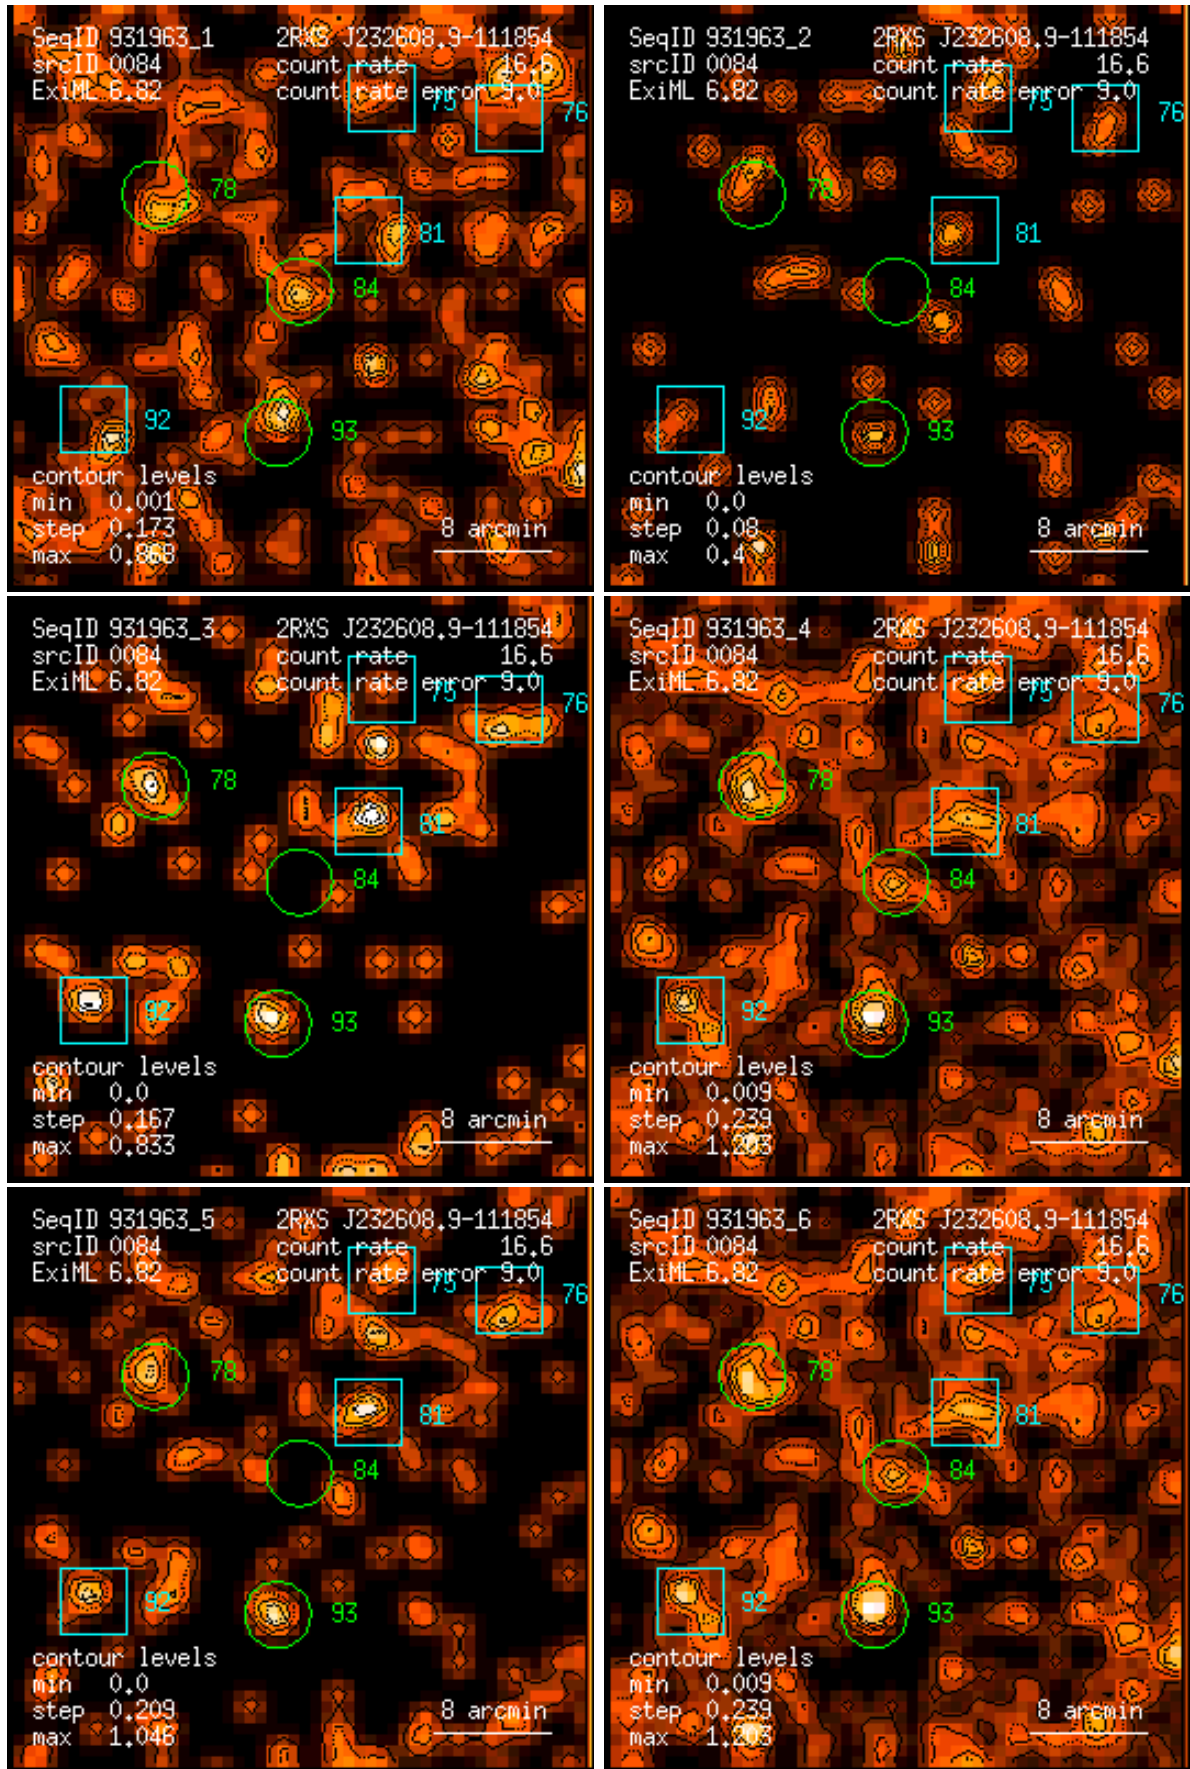 SeqID 931963_1 2RXS J232608.9-111854
srcID 0084 count rate 16.6
ExiML 6.82 count rate error 9.0
75
76
78
81
84
92
93
contour levels
min 0.001
step 0.173
max 0.868
8 arcmin
SeqID 931963_2 2RXS J232608.9-111854
srcID 0084 count rate 16.6
ExiML 6.82 count rate error 9.0
75
76
78
81
84
92
93
contour levels
min 0.0
step 0.08
max 0.4
8 arcmin
SeqID 931963_3 2RXS J232608.9-111854
srcID 0084 count rate 16.6
ExiML 6.82 count rate error 9.0
75
76
78
81
84
92
93
contour levels
min 0.0
step 0.167
max 0.833
8 arcmin
SeqID 931963_4 2RXS J232608.9-111854
srcID 0084 count rate 16.6
ExiML 6.82 count rate error 9.0
75
76
78
81
84
92
93
contour levels
min 0.009
step 0.239
max 1.203
8 arcmin
SeqID 931963_5 2RXS J232608.9-111854
srcID 0084 count rate 16.6
ExiML 6.82 count rate error 9.0
75
76
78
81
84
92
93
contour levels
min 0.0
step 0.209
max 1.046
8 arcmin
SeqID 931963_6 2RXS J232608.9-111854
srcID 0084 count rate 16.6
ExiML 6.82 count rate error 9.0
75
76
78
81
84
92
93
contour levels
min 0.009
step 0.239
max 1.203
8 arcmin